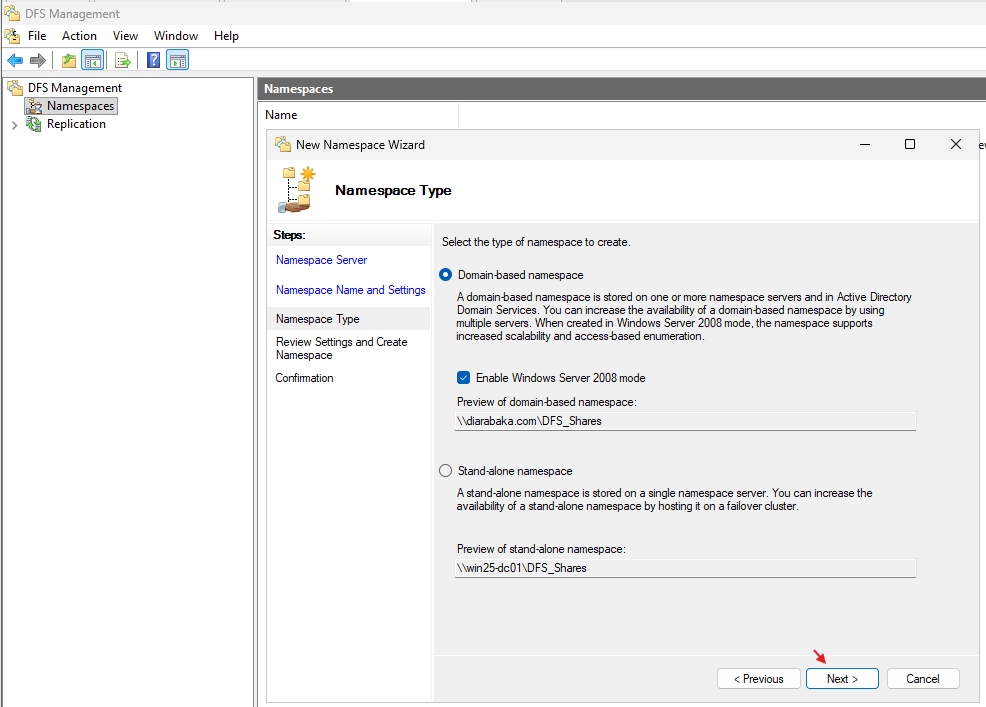 DFS Management
File Action View Window Help
DFS Management
Namespaces
Replication
Namespaces
Name
New Namespace Wizard
Namespace Type
Steps:
Namespace Server
Namespace Name and Settings
Namespace Type
Review Settings and Create
Namespace
Confirmation
Select the type of namespace to create.
Domain-based namespace
A domain-based namespace is stored on one or more namespace servers and in Active Directory
Domain Services. You can increase the availability of a domain-based namespace by using
multiple servers. When created in Windows Server 2008 mode, the namespace supports
increased scalability and access-based enumeration.
Enable Windows Server 2008 mode
Preview of domain-based namespace:
\\diarabaka.com\DFS_Shares
Stand-alone namespace
A stand-alone namespace is stored on a single namespace server. You can increase the
availability of a stand-alone namespace by hosting it on a failover cluster.
Preview of stand-alone namespace:
\\win25-dc01\DFS_Shares
< Previous
Next >
Cancel